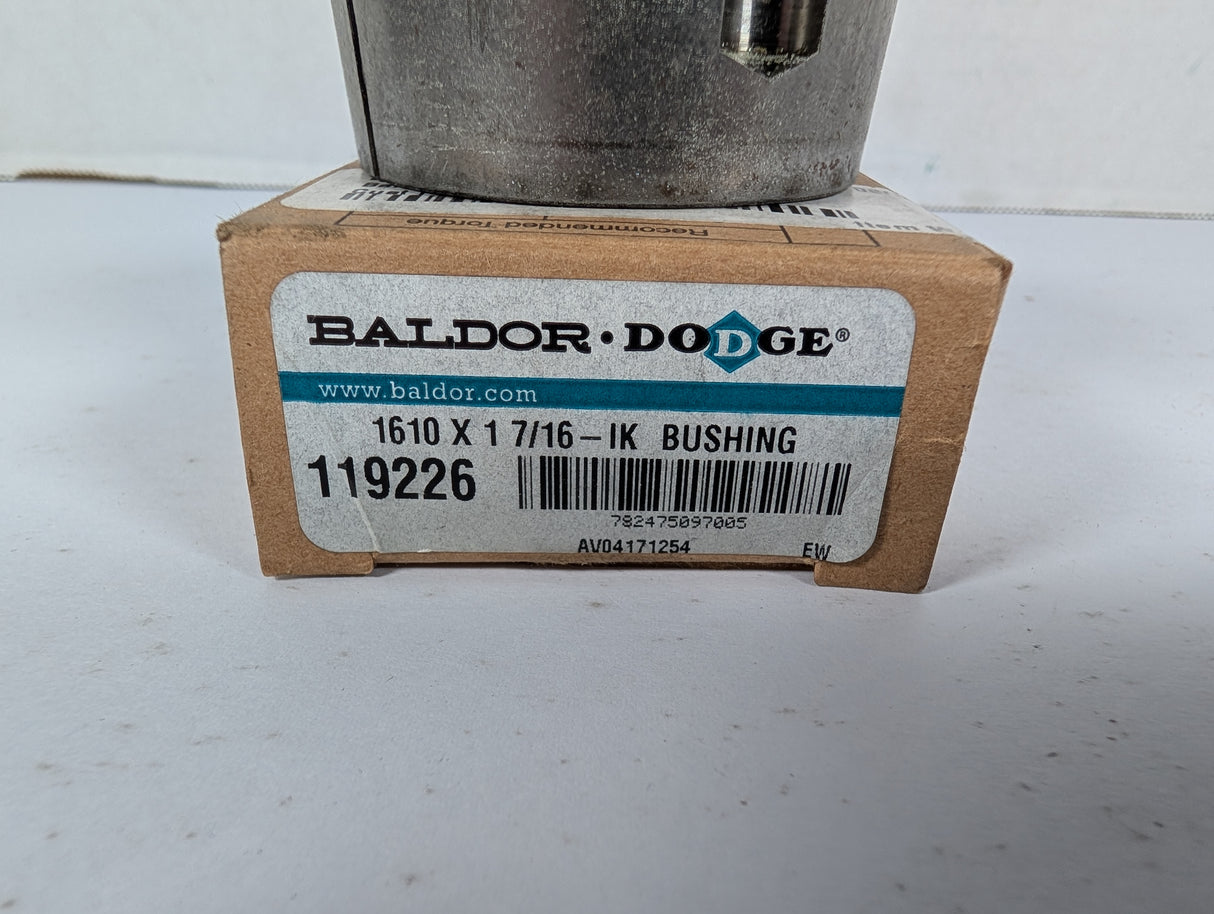 Recommended Torque
BALDOR · DODGE®
www.baldor.com
1610 X 1 7/16 – IK BUSHING
119226
782475097005
AV04171254 EW